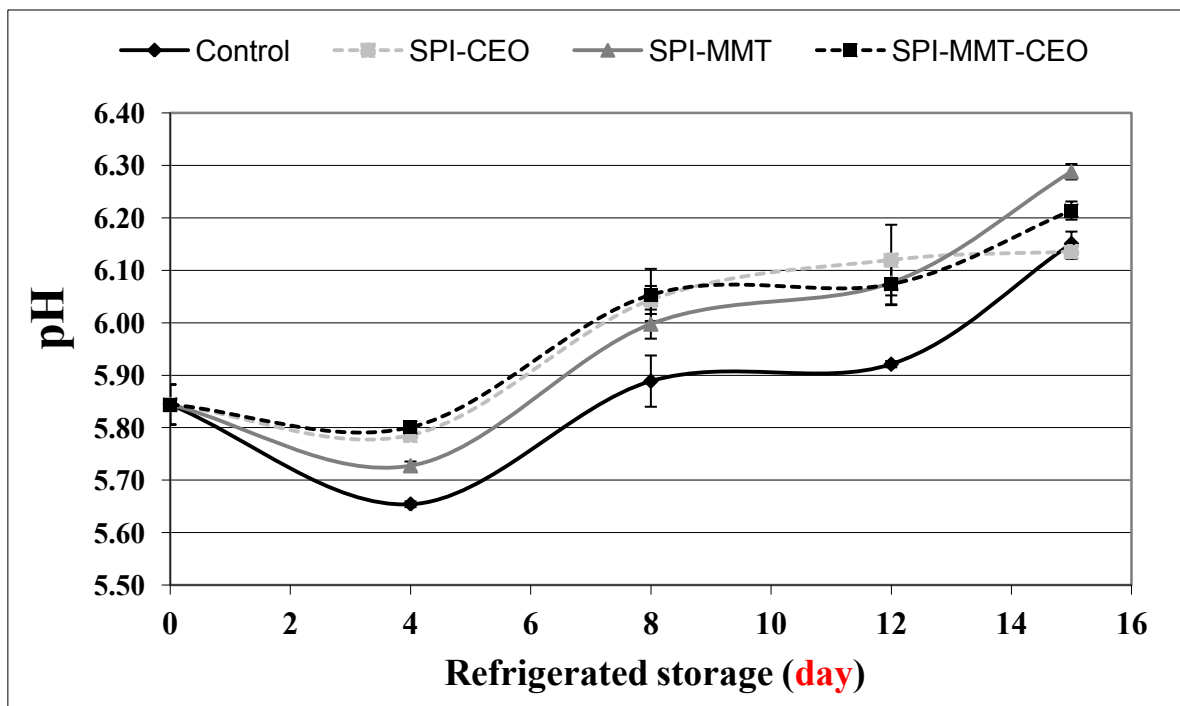 Control SPI-CEO SPI-MMT SPI-MMT-CEO
6.40
6.30
6.20
6.10
6.00
5.90
5.80
5.70
5.60
5.50
pH
0 2 4 6 8 10 12 14 16
Refrigerated storage (day)